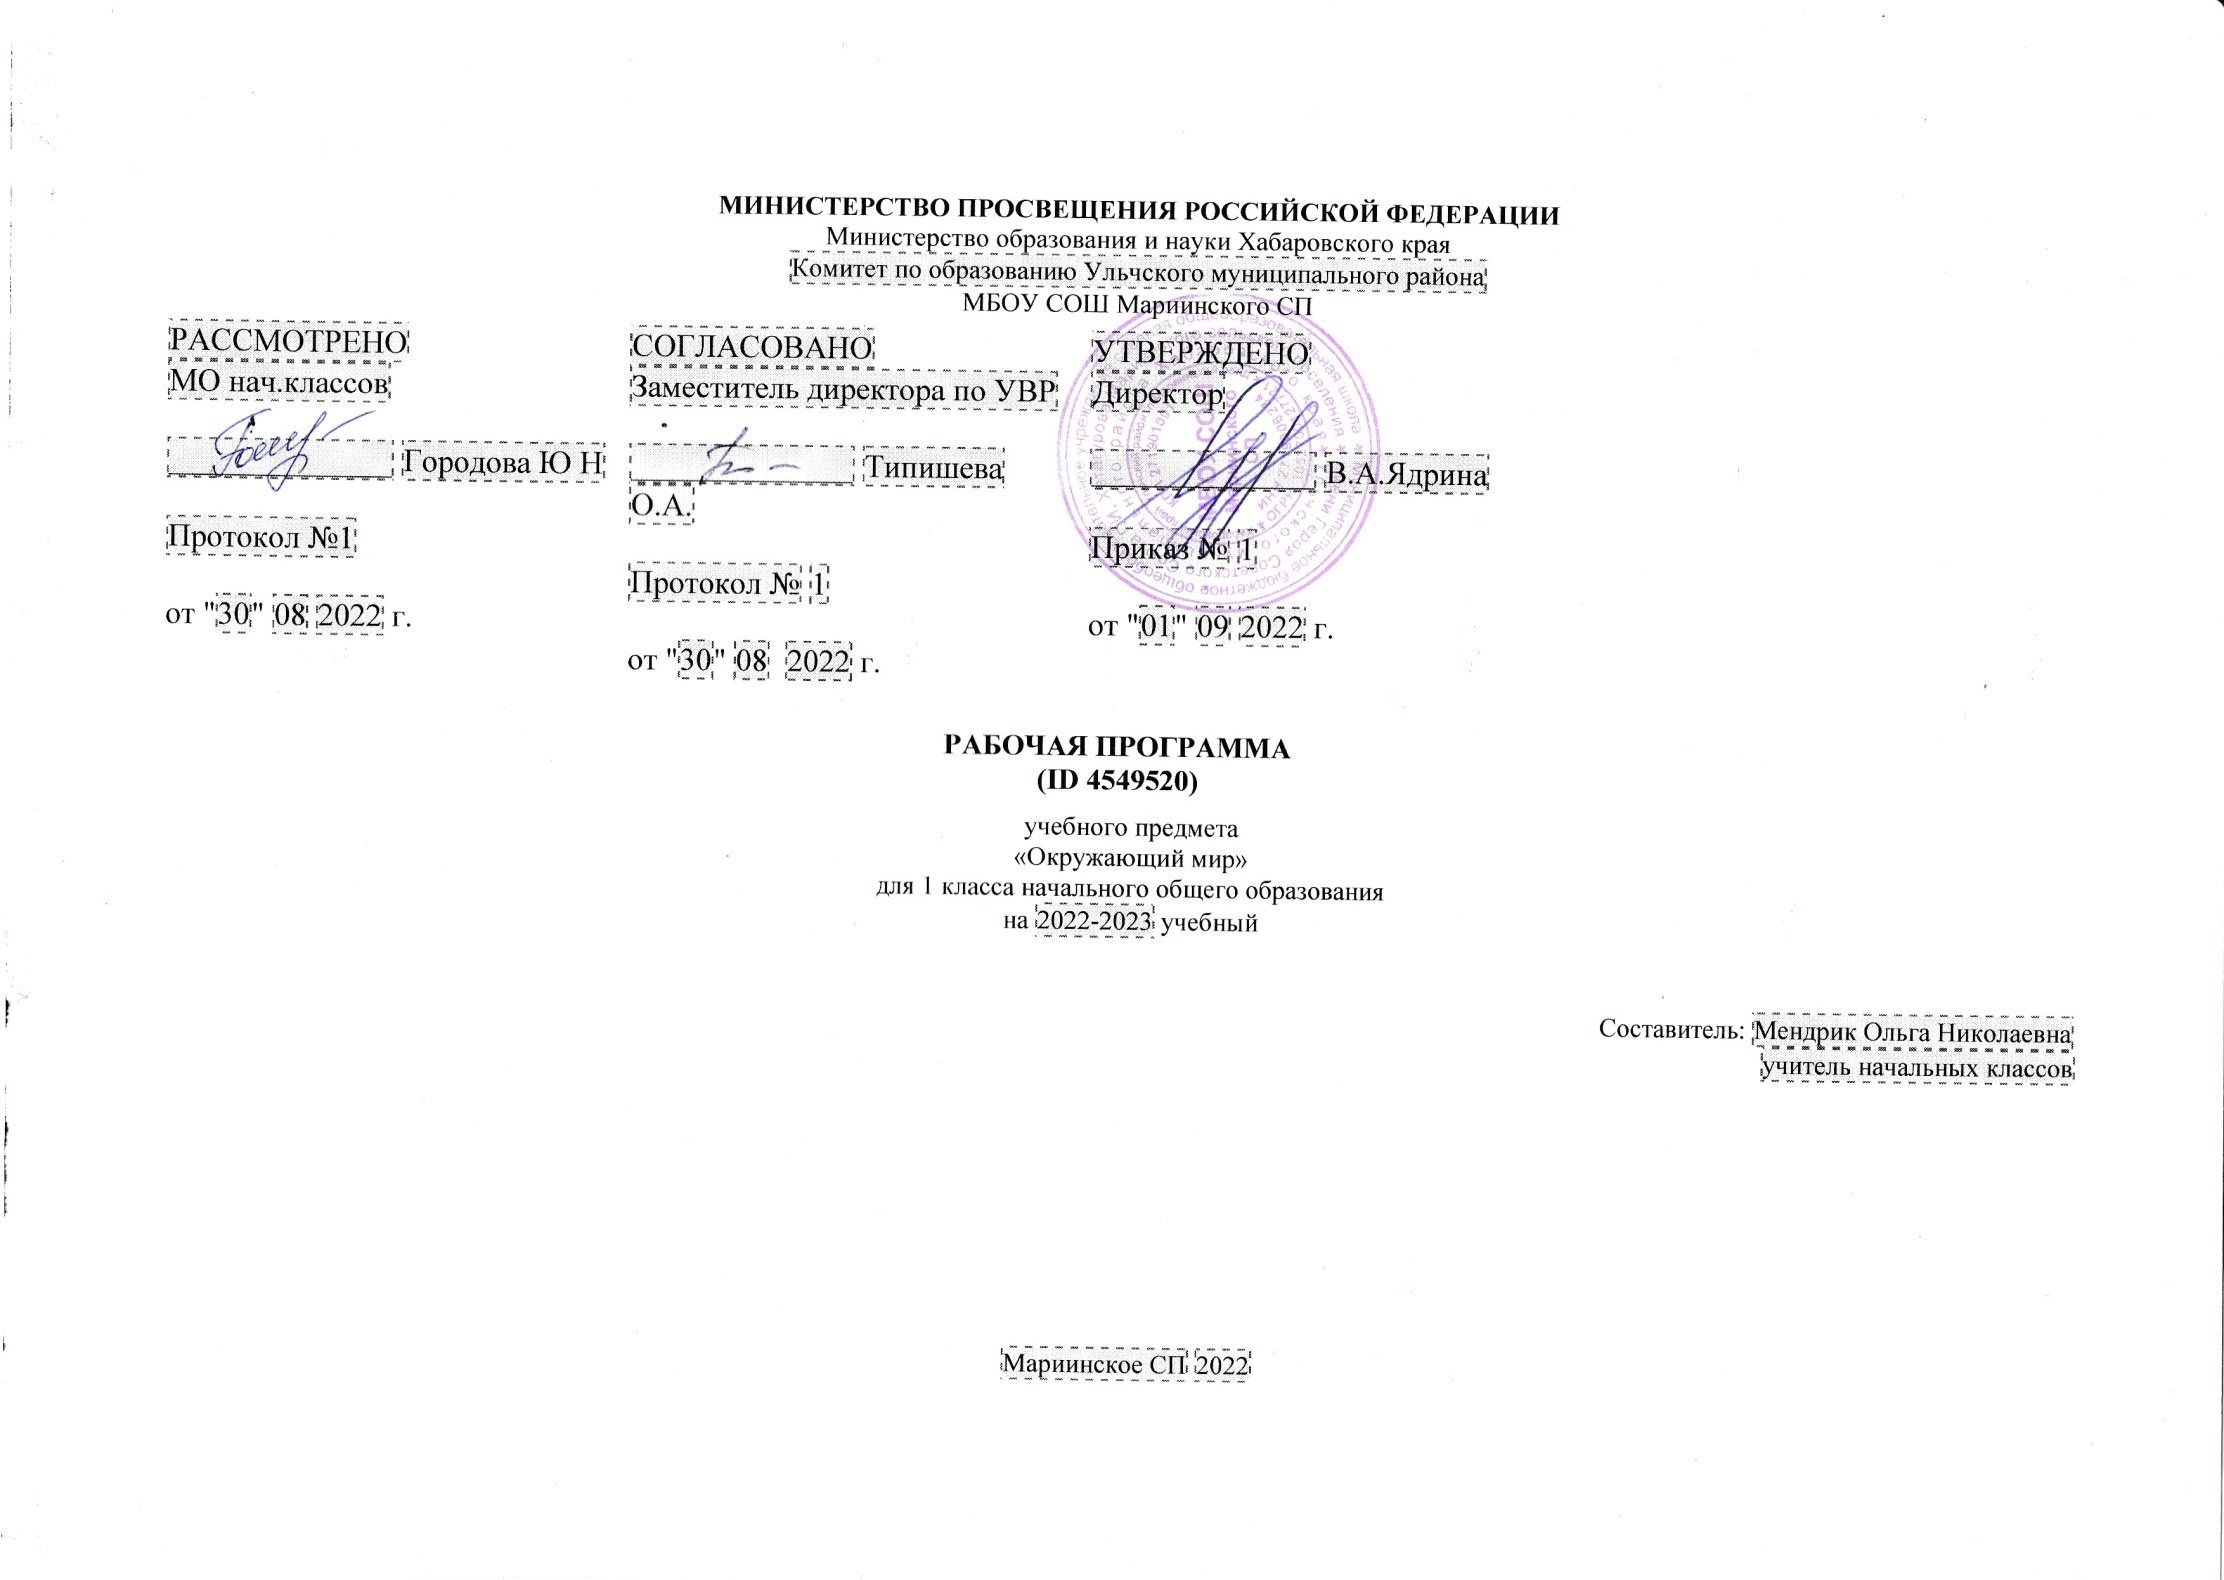 МИНИСТЕРСТВО ПРОСВЕЩЕНИЯ РОССИЙСКОЙ ФЕДЕРАЦИИ
Министерство образования и науки Хабаровского края
Комитет по образованию Ульчского муниципального района
МБОУ СОШ Мариинского СП
РАССМОТРЕНО
МО нач.классов
Городова Ю Н
Протокол №1
от "30" 08 2022 г.
СОГЛАСОВАНО
Заместитель директора по УВР
Типишева
О.А.
Протокол № 1
от "30" 08 2022 г.
УТВЕРЖДЕНО
Директор
В.А.Ядрина
Приказ № 1
от "01" 09 2022 г.
РАБОЧАЯ ПРОГРАММА
(ID 4549520)
учебного предмета
«Окружающий мир»
для 1 класса начального общего образования
на 2022-2023 учебный
Составитель: Мендрик Ольга Николаевна
учитель начальных классов
Мариинское СП 2022